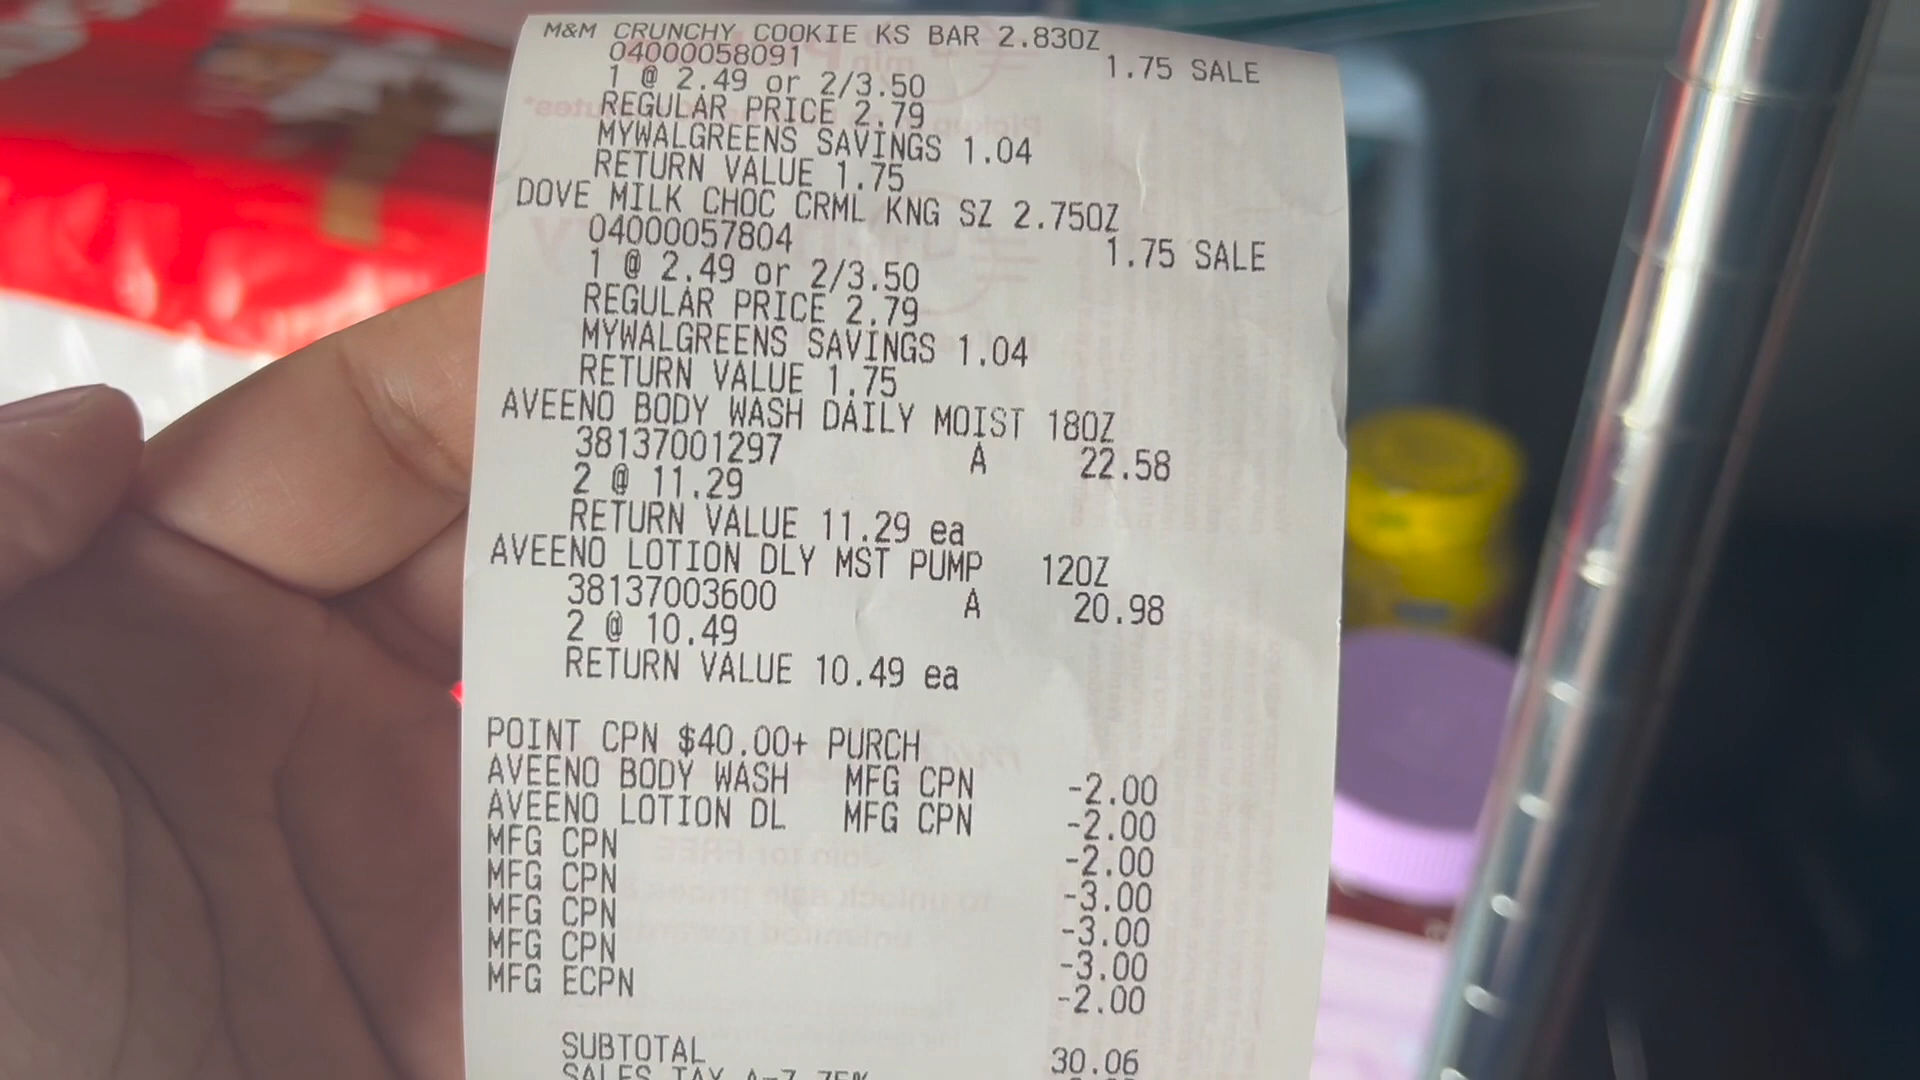 M&M CRUNCHY COOKIE KS BAR 2.83OZ
04000058091 1.75 SALE
1 @ 2.49 or 2/3.50
REGULAR PRICE 2.79
MYWALGREENS SAVINGS 1.04
RETURN VALUE 1.75
DOVE MILK CHOC CRML KNG SZ 2.75OZ
04000057804 1.75 SALE
1 @ 2.49 or 2/3.50
REGULAR PRICE 2.79
MYWALGREENS SAVINGS 1.04
RETURN VALUE 1.75
AVEENO BODY WASH DAILY MOIST 18OZ
38137001297 A 22.58
2 @ 11.29
RETURN VALUE 11.29 ea
AVEENO LOTION DLY MST PUMP 12OZ
38137003600 A 20.98
2 @ 10.49
RETURN VALUE 10.49 ea
POINT CPN $40.00+ PURCH
AVEENO BODY WASH MFG CPN -2.00
AVEENO LOTION DL MFG CPN -2.00
MFG CPN -2.00
MFG CPN -3.00
MFG CPN -3.00
MFG CPN -3.00
MFG ECPN -2.00
SUBTOTAL 30.06
SALES TAX A=7.75%